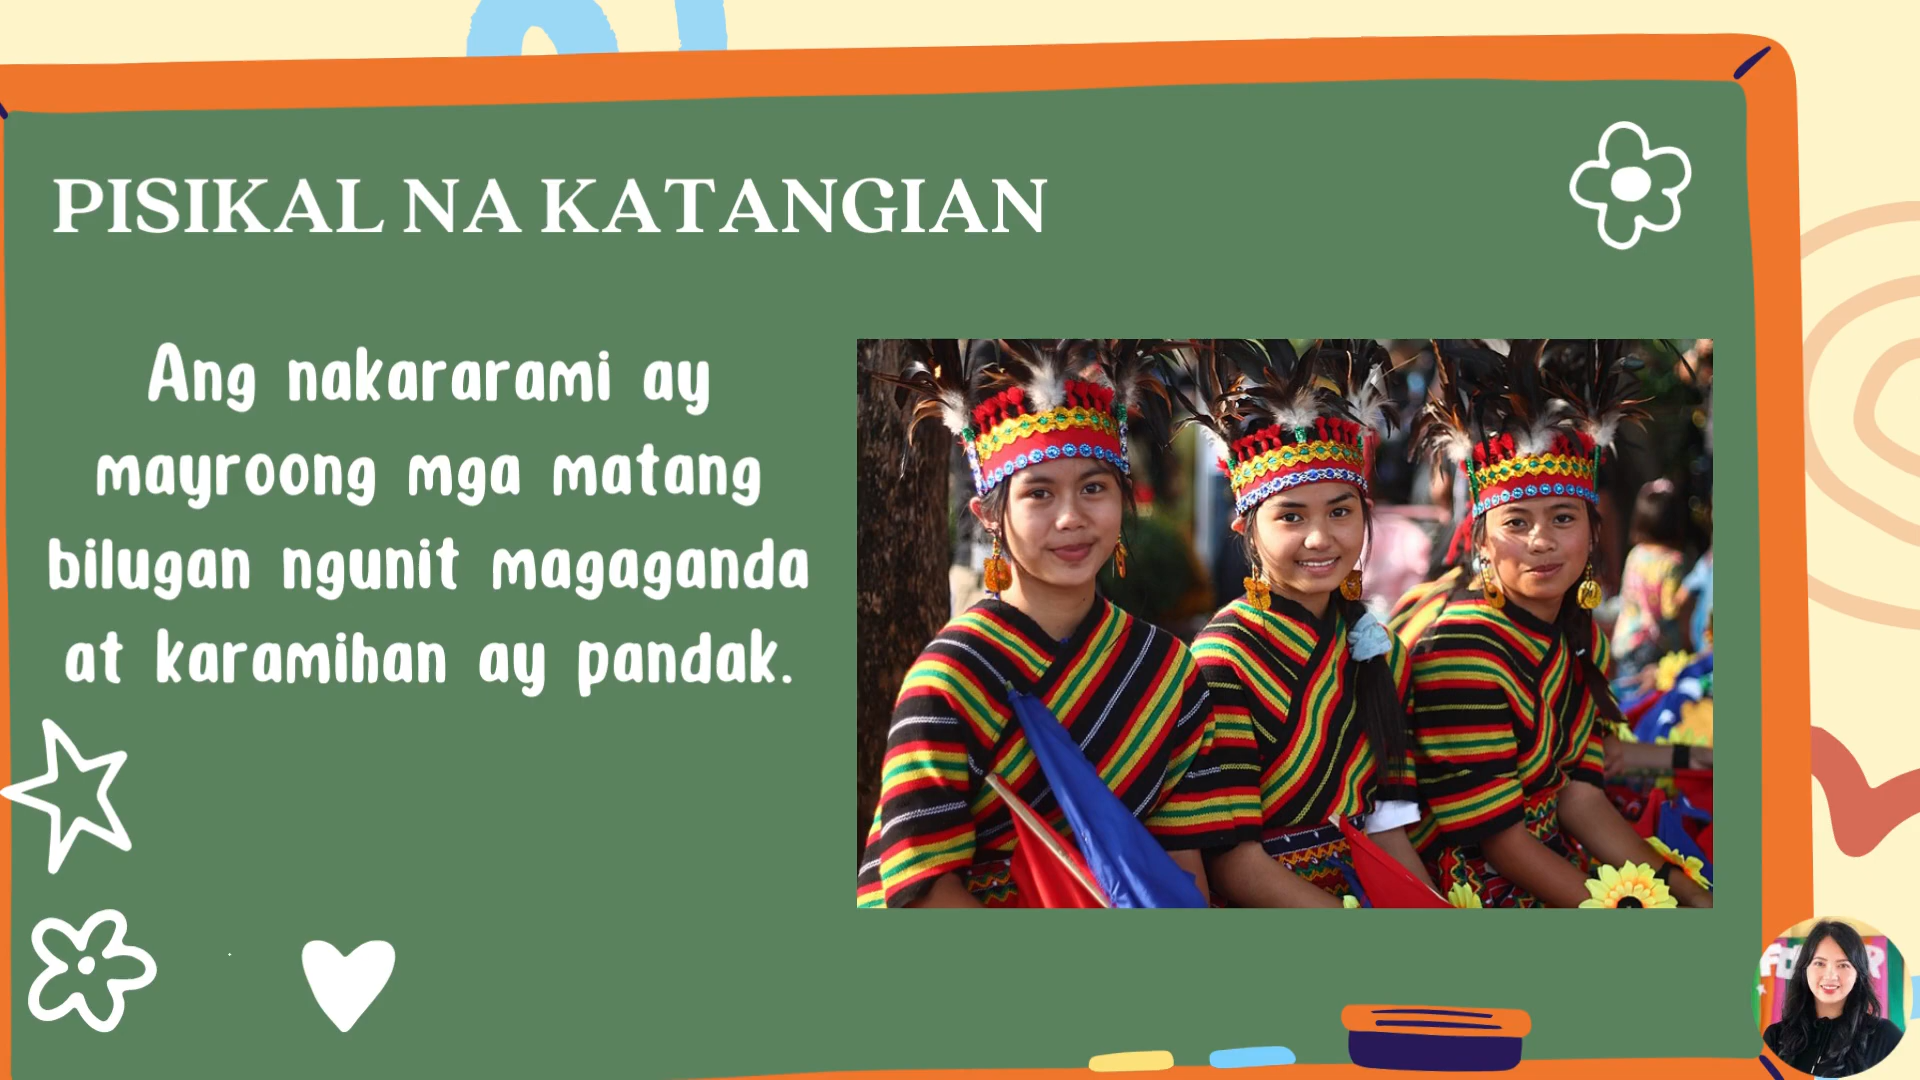 PISIKAL NA KATANGIAN
Ang nakararami ay
mayroong mga matang
bilugan ngunit magaganda
at karamihan ay pandak.